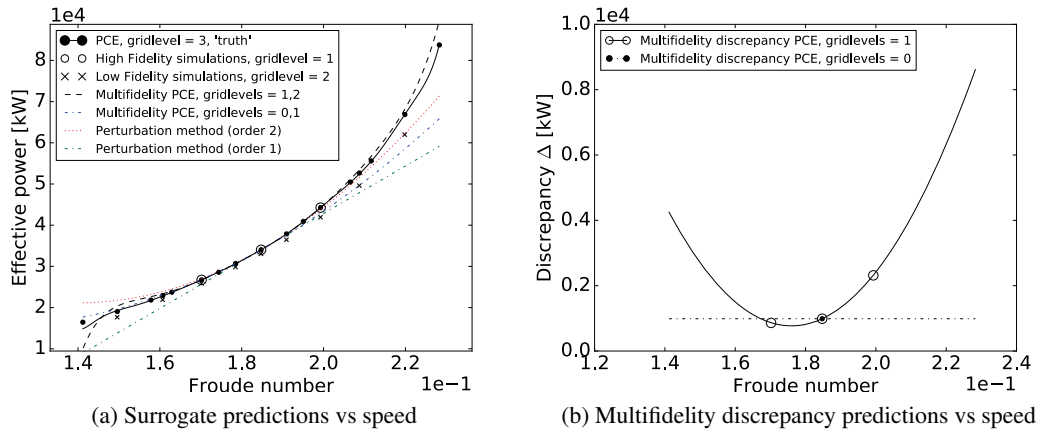 1e4
9
8
7
6
5
4
3
2
1
Effective power [kW]
PCE, gridlevel = 3, 'truth'
High Fidelity simulations, gridlevel = 1
Low Fidelity simulations, gridlevel = 2
Multifidelity PCE, gridlevels = 1,2
Multifidelity PCE, gridlevels = 0,1
Perturbation method (order 2)
Perturbation method (order 1)
1.4 1.6 1.8 2.0 2.2
Froude number
1e-1
(a) Surrogate predictions vs speed
1e4
1.0
0.8
0.6
0.4
0.2
0.0
Discrepancy Δ [kW]
Multifidelity discrepancy PCE, gridlevels = 1
Multifidelity discrepancy PCE, gridlevels = 0
1.2 1.4 1.6 1.8 2.0 2.2 2.4
Froude number
1e-1
(b) Multifidelity discrepancy predictions vs speed